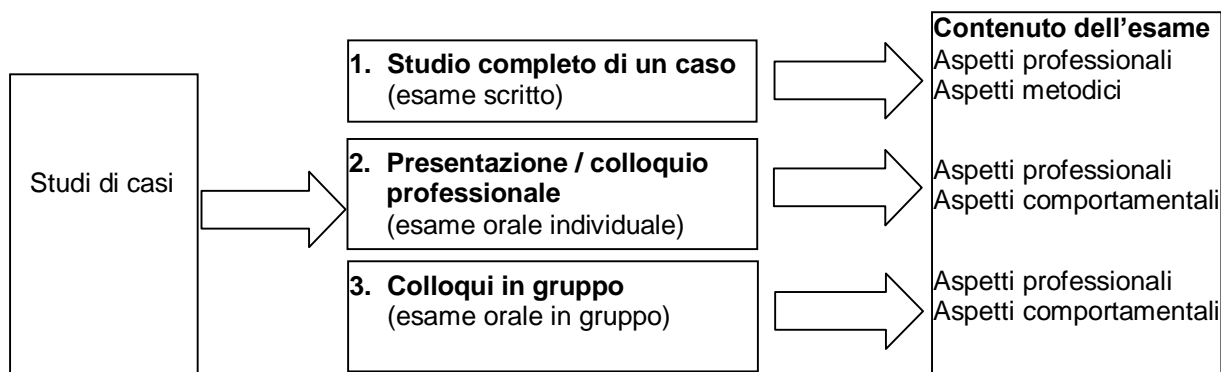 Studi di casi
1. Studio completo di un caso
(esame scritto)
2. Presentazione / colloquio
professionale
(esame orale individuale)
3. Colloqui in gruppo
(esame orale in gruppo)
Contenuto dell’esame
Aspetti professionali
Aspetti metodici
Aspetti professionali
Aspetti comportamentali
Aspetti professionali
Aspetti comportamentali